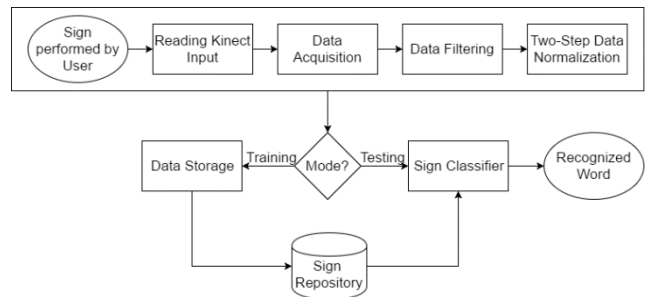 Sign
performed by
User
Reading Kinect
Input
Data
Acquisition
Data Filtering
Two-Step Data
Normalization
Data Storage
Training
Mode?
Testing
Sign Classifier
Recognized
Word
Sign
Repository